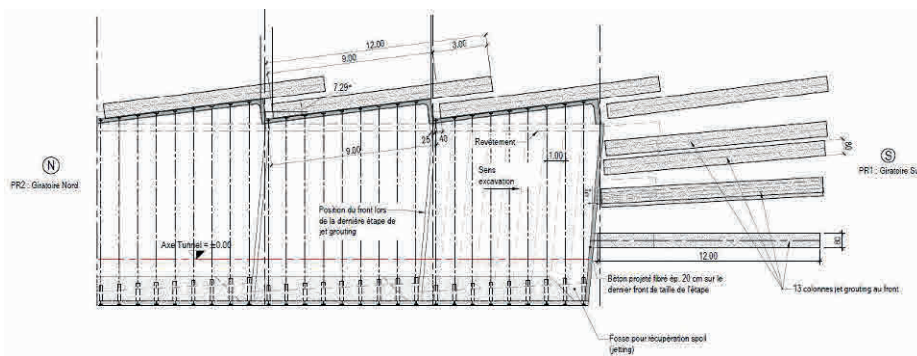 12.00
9.00
3.00
7.29°
9.00
25
40
Revêtement
1.00
Sens
excavation
80
N
PR2 : Giratoire Nord
S
PR1 : Giratoire Su
Position du front lors
de la dernière étape de
jet grouting
Axe Tunnel = ±0.00
80
12.00
Béton projeté fibré ép. 20 cm sur le
dernier front de taille de l'étape
13 colonnes jet grouting au front
Fosse pour récupération spoil
(jetting)